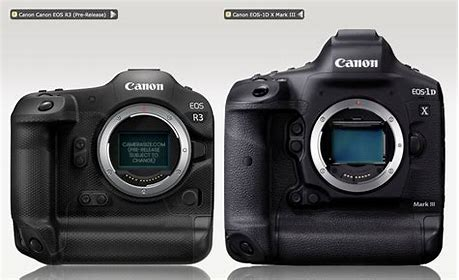 Canon Canon EOS R3 (Pre-Release)
Canon Canon EOS-1D X Mark III
Canon
Canon
EOS
R3
EOS-1D
X
CAMERASIZE.COM
(PRE-RELEASE
SUBJECT TO
CHANGE)
Mark III